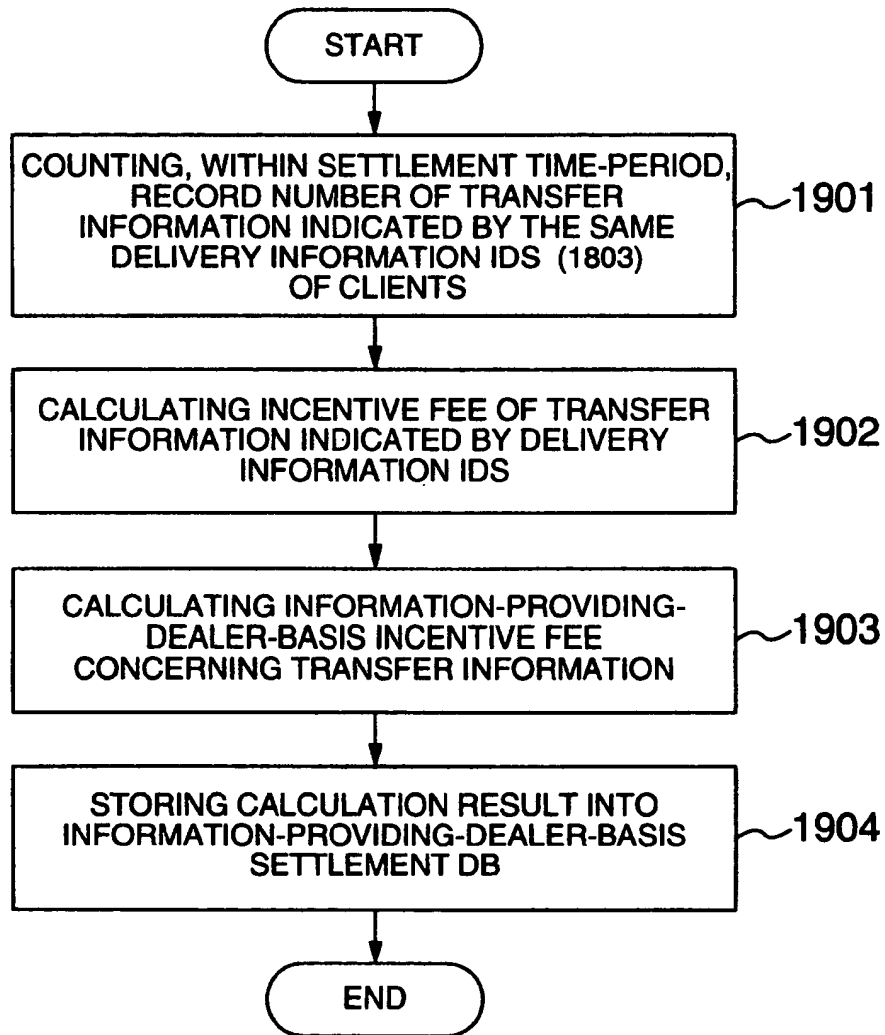 START
COUNTING, WITHIN SETTLEMENT TIME-PERIOD,
RECORD NUMBER OF TRANSFER
INFORMATION INDICATED BY THE SAME
DELIVERY INFORMATION IDS (1803)
OF CLIENTS
1901
CALCULATING INCENTIVE FEE OF TRANSFER
INFORMATION INDICATED BY DELIVERY
INFORMATION IDS
1902
CALCULATING INFORMATION-PROVIDING-
DEALER-BASIS INCENTIVE FEE
CONCERNING TRANSFER INFORMATION
1903
STORING CALCULATION RESULT INTO
INFORMATION-PROVIDING-DEALER-BASIS
SETTLEMENT DB
1904
END